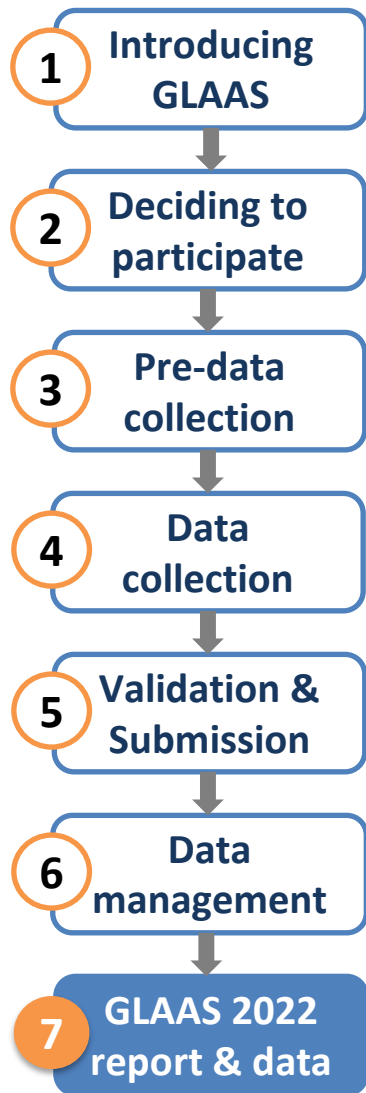 1
Introducing
GLAAS
2
Deciding to
participate
3
Pre-data
collection
4
Data
collection
5
Validation &
Submission
6
Data
management
7
GLAAS 2022
report & data